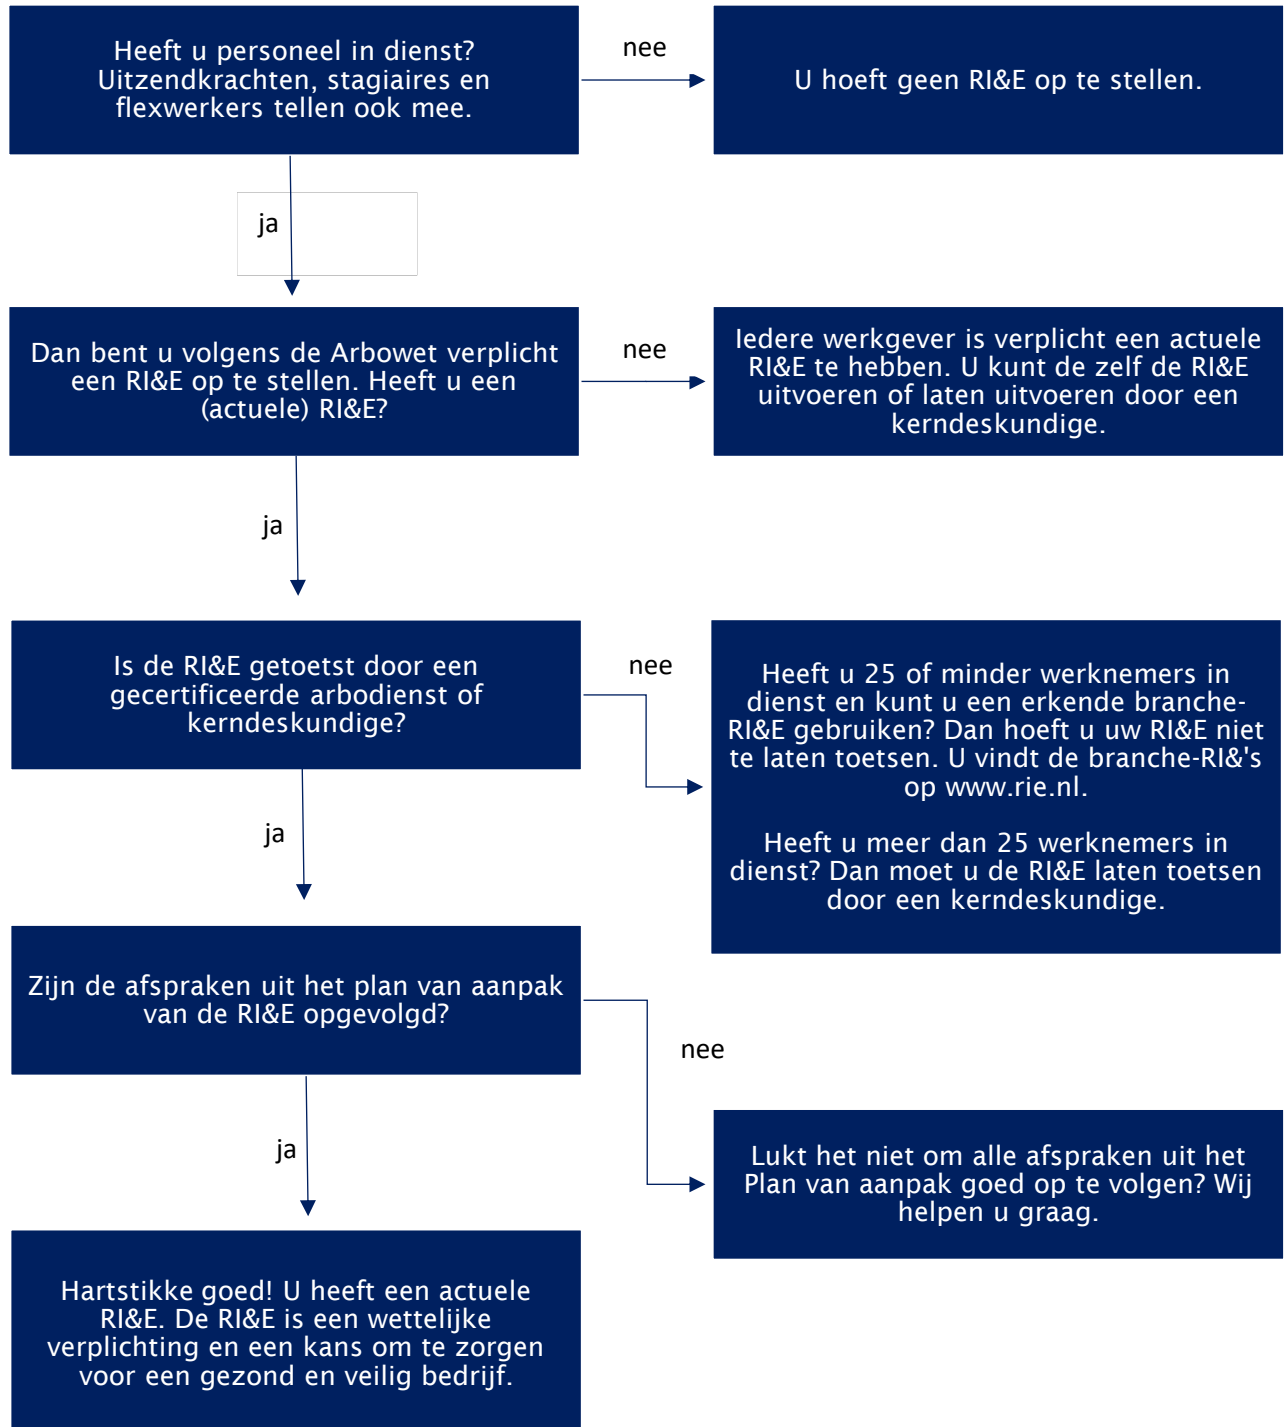 Heeft u personeel in dienst?
Uitzendkrachten, stagiaires en
flexwerkers tellen ook mee.
nee
U hoeft geen RI&E op te stellen.
ja
Dan bent u volgens de Arbowet verplicht
een RI&E op te stellen. Heeft u een
(actuele) RI&E?
nee
Iedere werkgever is verplicht een actuele
RI&E te hebben. U kunt de zelf de RI&E
uitvoeren of laten uitvoeren door een
kerndeskundige.
ja
Is de RI&E getoetst door een
gecertificeerde arbodienst of
kerndeskundige?
nee
Heeft u 25 of minder werknemers in
dienst en kunt u een erkende branche-
RI&E gebruiken? Dan hoeft u uw RI&E niet
te laten toetsen. U vindt de branche-RI&'s
op www.rie.nl.
Heeft u meer dan 25 werknemers in
dienst? Dan moet u de RI&E laten toetsen
door een kerndeskundige.
ja
Zijn de afspraken uit het plan van aanpak
van de RI&E opgevolgd?
nee
Lukt het niet om alle afspraken uit het
Plan van aanpak goed op te volgen? Wij
helpen u graag.
ja
Hartstikke goed! U heeft een actuele
RI&E. De RI&E is een wettelijke
verplichting en een kans om te zorgen
voor een gezond en veilig bedrijf.